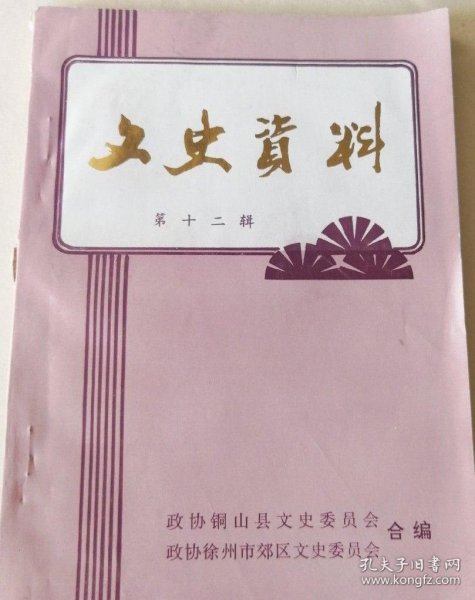 文史資料
第十二辑
政协铜山县文史委员会
政协徐州市郊区文史委员会
合编
孔夫子旧书网
www.kongfz.com